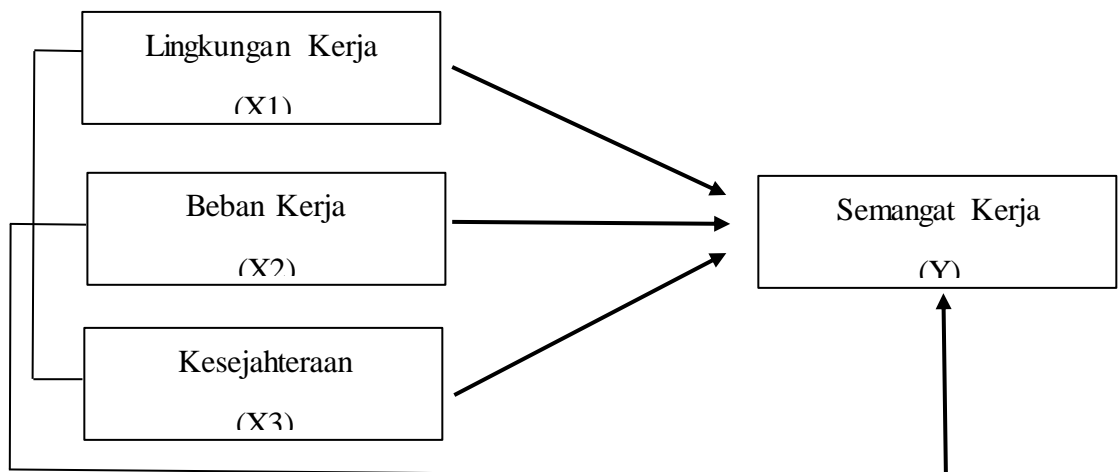 Lingkungan Kerja
(X1)
Beban Kerja
(X2)
Kesejahteraan
(X3)
Semangat Kerja
(Y)